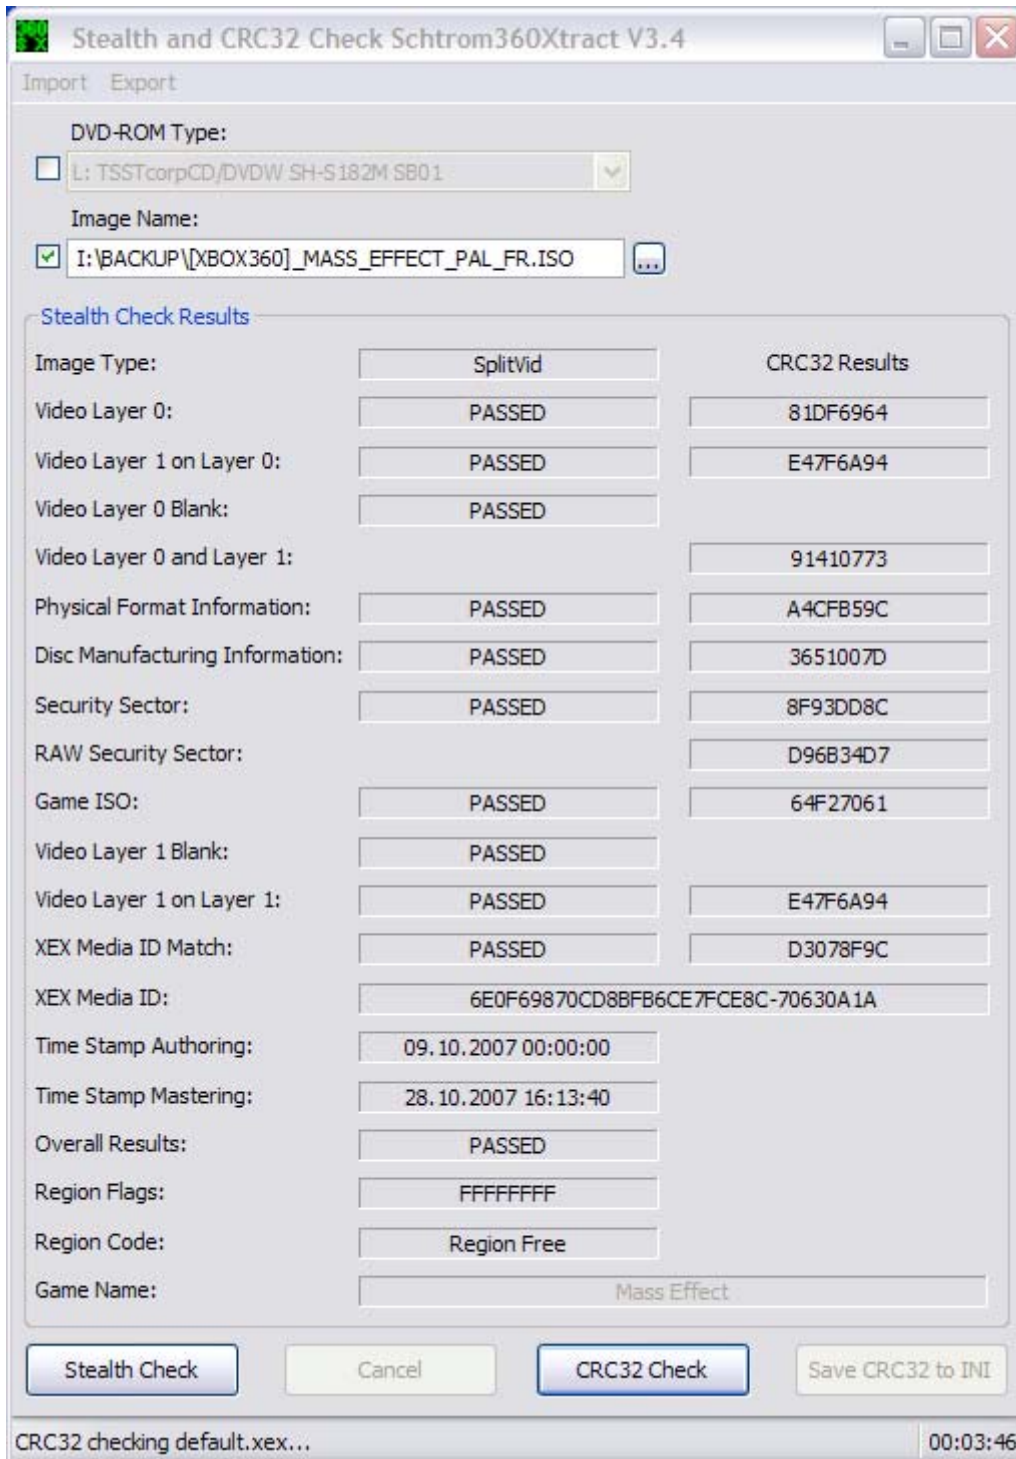 Stealth and CRC32 Check Schtrom360Xtract V3.4
Import Export
DVD-ROM Type:
L: TSSTcorpCD/DVDW SH-S182M SB01
Image Name:
I:\BACKUP\[XBOX360]_MASS_EFFECT_PAL_FR.ISO ...
Stealth Check Results
Image Type: SplitVid CRC32 Results
Video Layer 0: PASSED 81DF6964
Video Layer 1 on Layer 0: PASSED E47F6A94
Video Layer 0 Blank: PASSED
Video Layer 0 and Layer 1: 91410773
Physical Format Information: PASSED A4CFB59C
Disc Manufacturing Information: PASSED 3651007D
Security Sector: PASSED 8F93DD8C
RAW Security Sector: D96B34D7
Game ISO: PASSED 64F27061
Video Layer 1 Blank: PASSED
Video Layer 1 on Layer 1: PASSED E47F6A94
XEX Media ID Match: PASSED D3078F9C
XEX Media ID: 6E0F69870CD8BFB6CE7FCE8C-70630A1A
Time Stamp Authoring: 09.10.2007 00:00:00
Time Stamp Mastering: 28.10.2007 16:13:40
Overall Results: PASSED
Region Flags: FFFFFFFF
Region Code: Region Free
Game Name: Mass Effect
Stealth Check Cancel CRC32 Check Save CRC32 to INI
CRC32 checking default.xex... 00:03:46